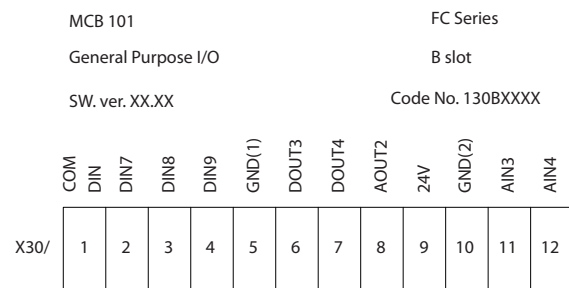 MCB 101 FC Series
General Purpose I/O B slot
SW. ver. XX.XX Code No. 130BXXXX
COM DIN DIN7 DIN8 DIN9 GND(1) DOUT3 DOUT4 AOUT2 24V GND(2) AIN3 AIN4
X30/ 1 2 3 4 5 6 7 8 9 10 11 12